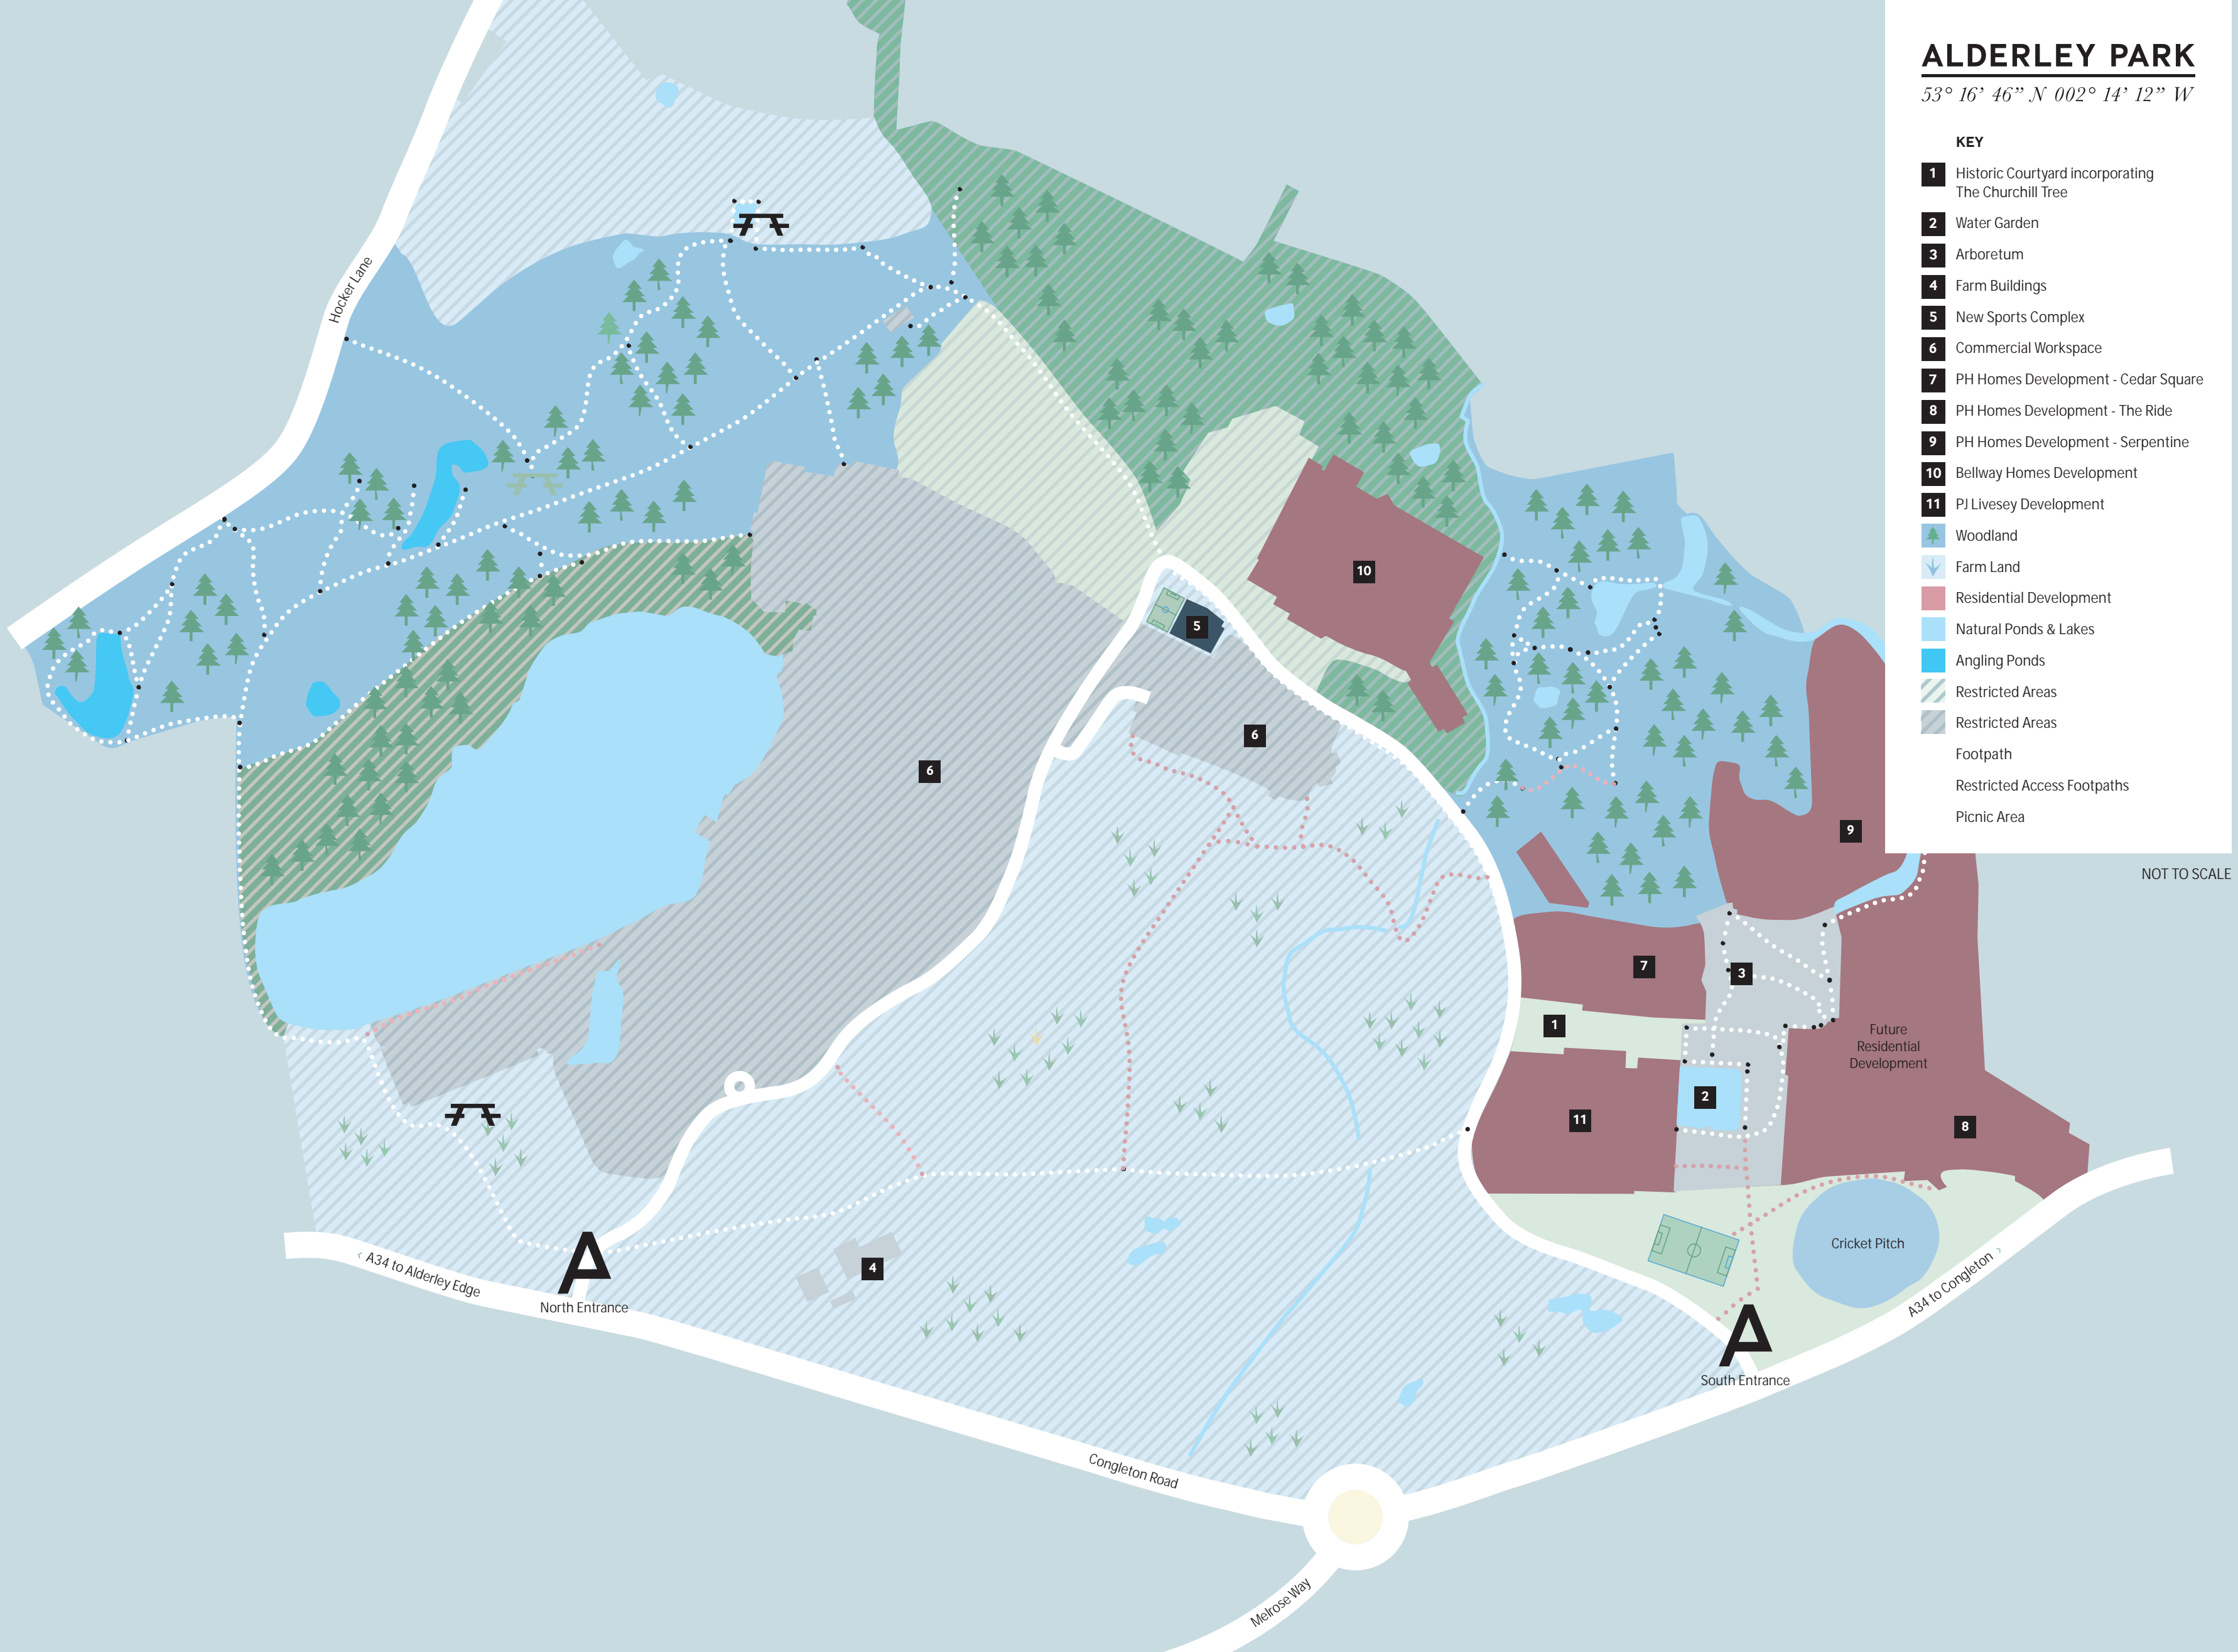 ALDERLEY PARK
53° 16’ 46” N 002° 14’ 12” W
KEY
1 Historic Courtyard incorporating
The Churchill Tree
2 Water Garden
3 Arboretum
4 Farm Buildings
5 New Sports Complex
6 Commercial Workspace
7 PH Homes Development - Cedar Square
8 PH Homes Development - The Ride
9 PH Homes Development - Serpentine
10 Bellway Homes Development
11 PJ Livesey Development
Woodland
Farm Land
Residential Development
Natural Ponds & Lakes
Angling Ponds
Restricted Areas
Restricted Areas
Footpath
Restricted Access Footpaths
Picnic Area
NOT TO SCALE
Hocker Lane
10
5
6
6
9
7
3
1
Future
Residential
Development
2
11
8
Cricket Pitch
4
‹ A34 to Alderley Edge
North Entrance
A34 to Congleton ›
South Entrance
Congleton Road
Melrose Way